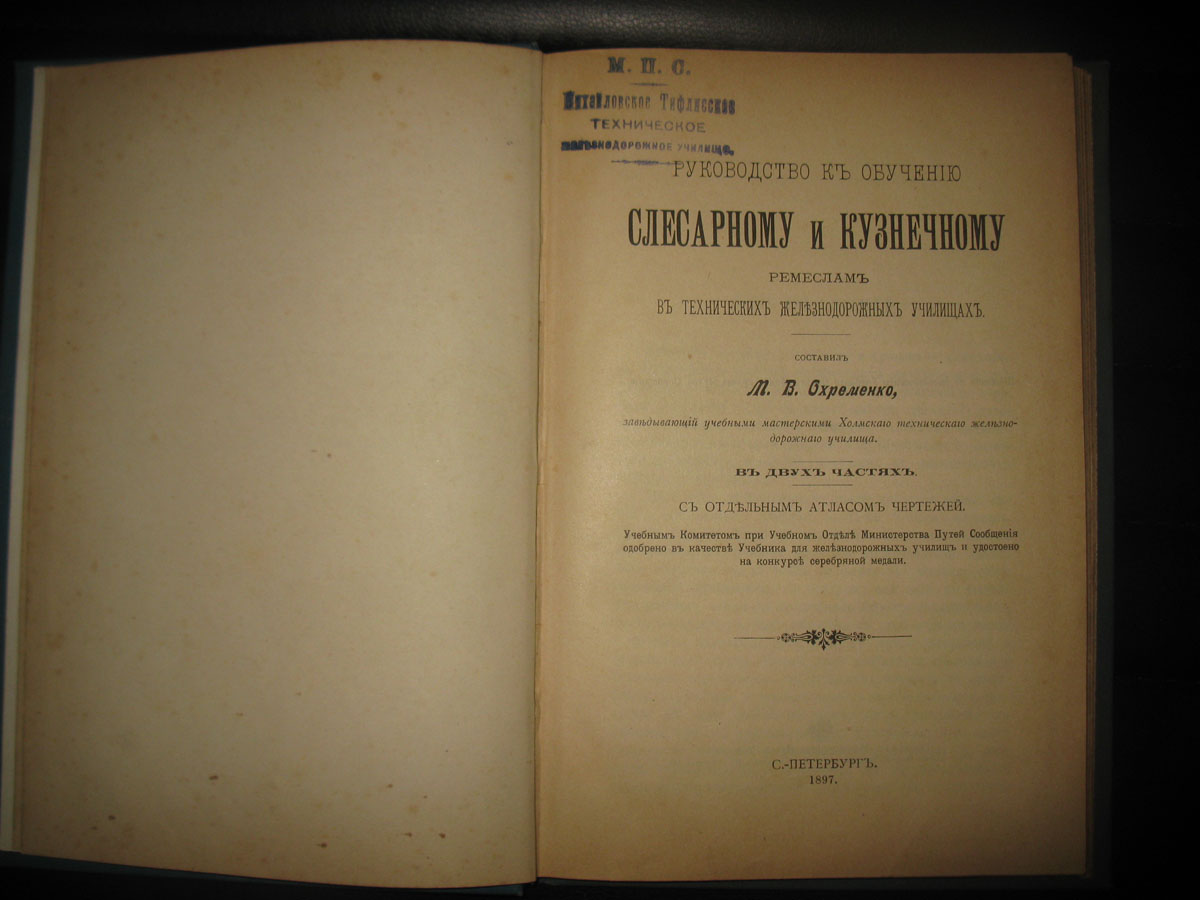 М. П. С.
Михайловское Тифлисское
ТЕХНИЧЕСКОЕ
ЖЕЛѢЗНОДОРОЖНОЕ УЧИЛИЩЕ.
РУКОВОДСТВО КЪ ОБУЧЕНІЮ
СЛЕСАРНОМУ и КУЗНЕЧНОМУ
РЕМЕСЛАМЪ
ВЪ ТЕХНИЧЕСКИХЪ ЖЕЛѢЗНОДОРОЖНЫХЪ УЧИЛИЩАХЪ.
СОСТАВИЛЪ
М. В. Охременко,
завѣдывающій учебными мастерскими Холмскаго техническаго желѣзно-
дорожнаго училища.
ВЪ ДВУХЪ ЧАСТЯХЪ.
СЪ ОТДѢЛЬНЫМЪ АТЛАСОМЪ ЧЕРТЕЖЕЙ.
Учебнымъ Комитетомъ при Учебномъ Отдѣлѣ Министерства Путей Сообщенія
одобрено въ качествѣ Учебника для желѣзнодорожныхъ училищъ и удостоено
на конкурсѣ серебряной медали.
С.-ПЕТЕРБУРГЪ.
1897.